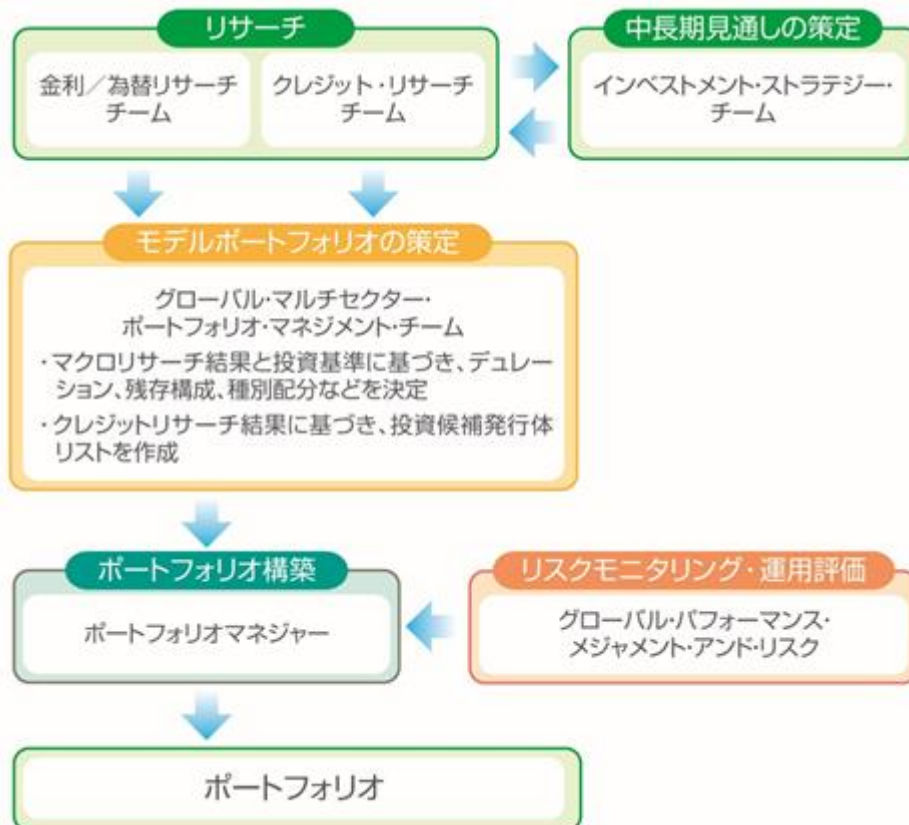 リサーチ
金利／為替リサーチ
チーム
クレジット・リサーチ
チーム
中長期見通しの策定
インベストメント・ストラテジー・
チーム
モデルポートフォリオの策定
グローバル・マルチセクター・
ポートフォリオ・マネジメント・チーム
・マクロリサーチ結果と投資基準に基づき、デュレー
ション、残存構成、種別配分などを決定
・クレジットリサーチ結果に基づき、投資候補発行体
リストを作成
ポートフォリオ構築
ポートフォリオマネジャー
リスクモニタリング・運用評価
グローバル・パフォーマンス・
メジャメント・アンド・リスク
ポートフォリオ